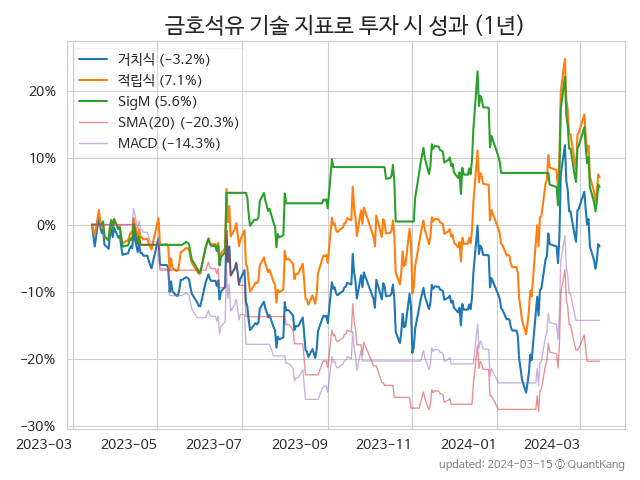 금호석유 기술 지표로 투자 시 성과 (1년)
거치식 (−3.2%)
적립식 (7.1%)
SigM (5.6%)
SMA(20) (−20.3%)
MACD (−14.3%)
20%
10%
0%
−10%
−20%
−30%
2023−03 2023−05 2023−07 2023−09 2023−11 2024−01 2024−03
updated: 2024−03−15 © QuantKang